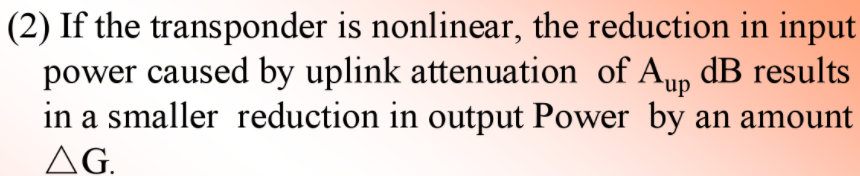 (2) If the transponder is nonlinear, the reduction in input
power caused by uplink attenuation of A_up dB results
in a smaller reduction in output Power by an amount
△G.